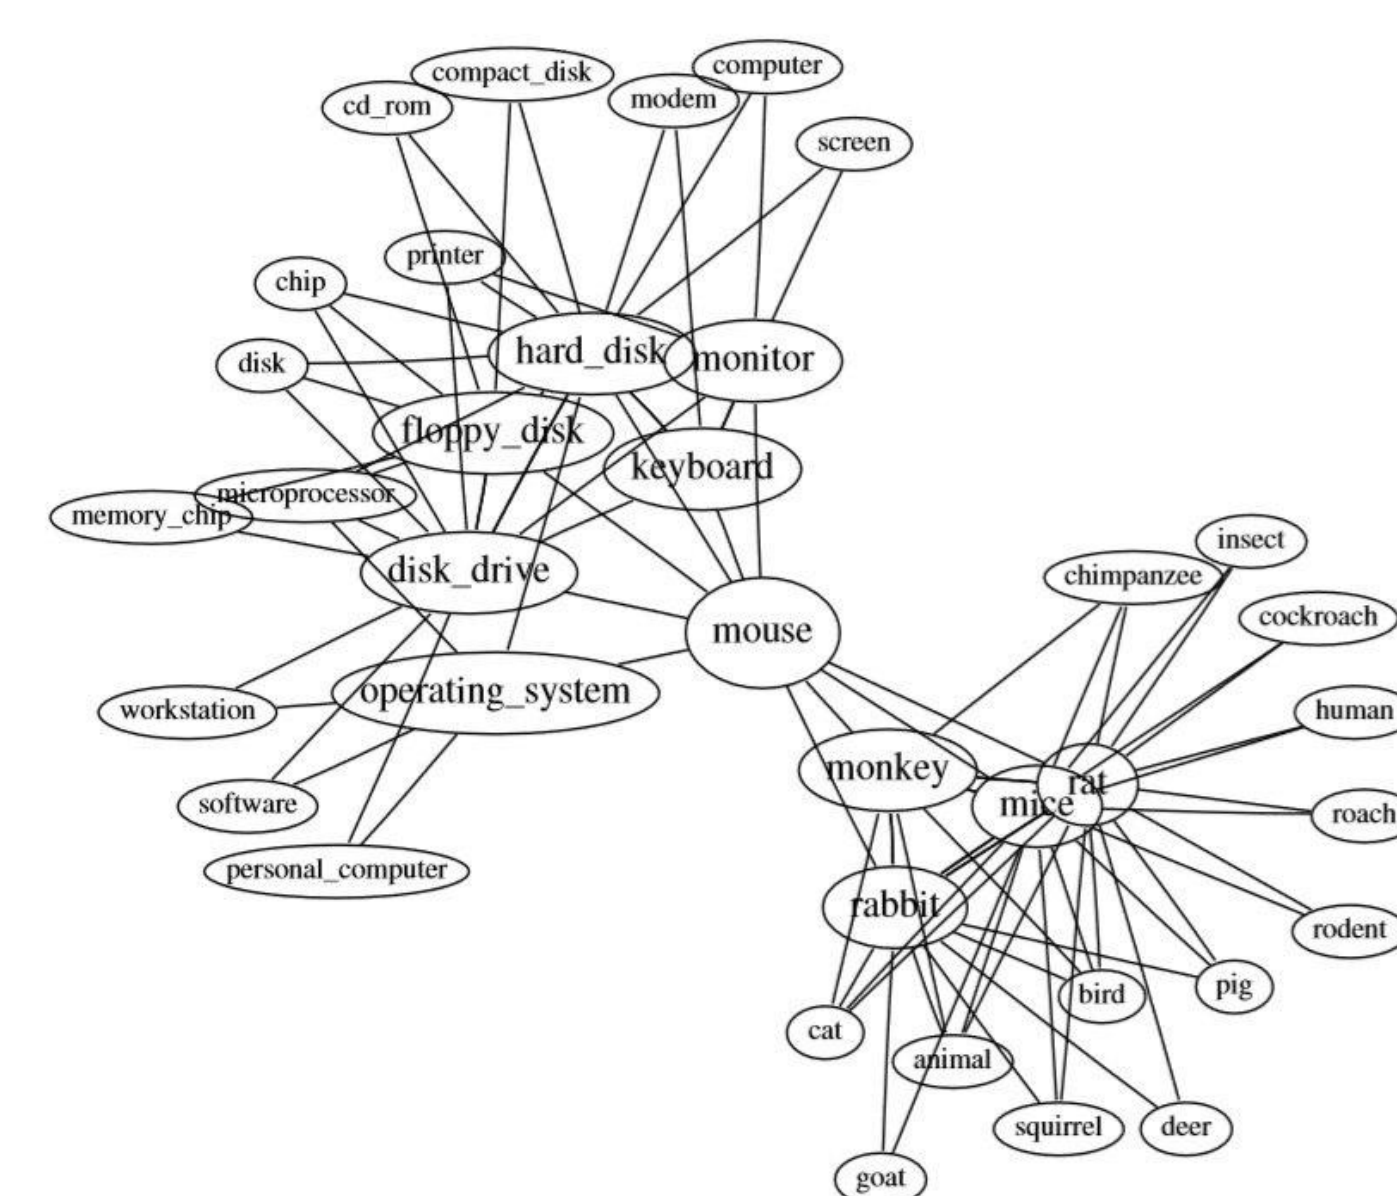 computer
compact_disk
modem
cd_rom
screen
printer
chip
hard_disk
monitor
disk
floppy_disk
keyboard
microprocessor
memory_chip
insect
disk_drive
chimpanzee
cockroach
mouse
operating_system
workstation
human
monkey
rat
mice
software
roach
personal_computer
rabbit
rodent
pig
bird
cat
animal
squirrel
deer
goat